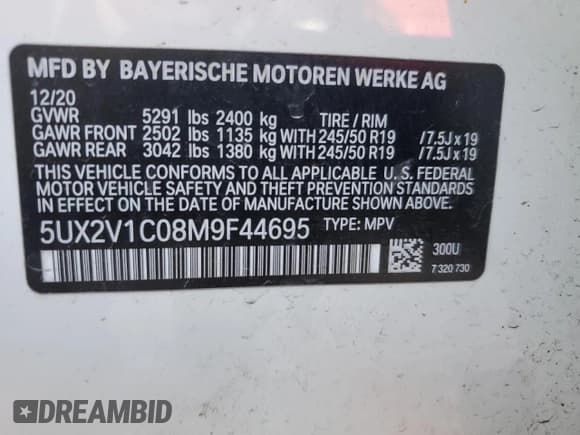 MFD BY BAYERISCHE MOTOREN WERKE AG
12/20
GVWR 5291 lbs 2400 kg TIRE / RIM
GAWR FRONT 2502 lbs 1135 kg WITH 245/50 R19 /7.5J x 19
GAWR REAR 3042 lbs 1380 kg WITH 245/50 R19 /7.5J x 19
THIS VEHICLE CONFORMS TO ALL APPLICABLE U. S. FEDERAL
MOTOR VEHICLE SAFETY AND THEFT PREVENTION STANDARDS
IN EFFECT ON THE DATE OF MANUFACTURE SHOWN ABOVE.
5UX2V1C08M9F44695 TYPE: MPV
300U
7 320 730
DREAMBID